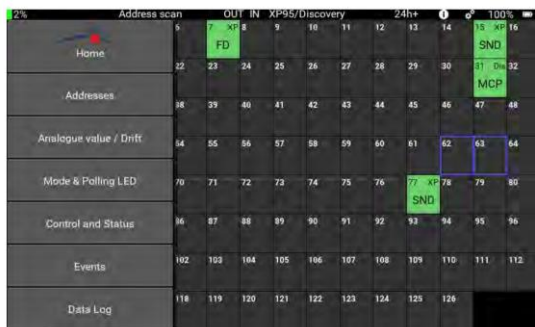 2% Address scan OUT IN XP95/Discovery 24h+ 100%
Home
Addresses
Analogue value / Drift
Mode & Polling LED
Control and Status
Events
Data Log
6 7 XP 8 9 10 11 12 13 14 15 XP 16
FD SND
22 23 24 25 26 27 28 29 30 31 Dis 32
MCP
38 39 40 41 42 43 44 45 46 47 48
54 55 56 57 58 59 60 61 62 63 64
70 71 72 73 74 75 76 77 XP 78 79 80
SND
86 87 88 89 90 91 92 93 94 95 96
102 103 104 105 106 107 108 109 110 111 112
118 119 120 121 122 123 124 125 126